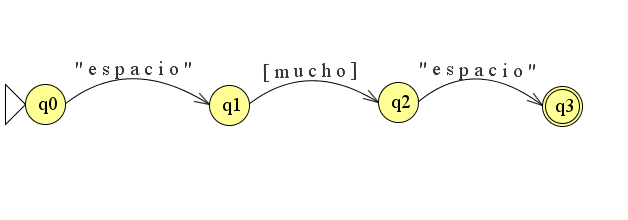 "espacio" [mucho] "espacio"
q0 q1 q2 q3